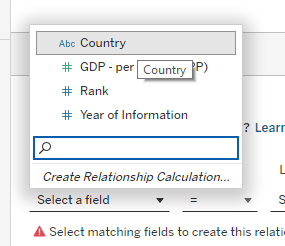 Abc Country
# GDP - per Country P)
# Rank
# Year of Information
? Learn
Create Relationship Calculation...
Select a field = S
Select matching fields to create this relati